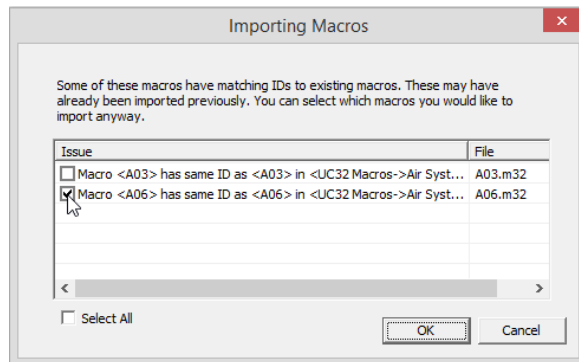 Importing Macros
Some of these macros have matching IDs to existing macros. These may have
already been imported previously. You can select which macros you would like to
import anyway.
Issue File
Macro <A03> has same ID as <A03> in <UC32 Macros->Air Syst... A03.m32
Macro <A06> has same ID as <A06> in <UC32 Macros->Air Syst... A06.m32
Select All
OK Cancel